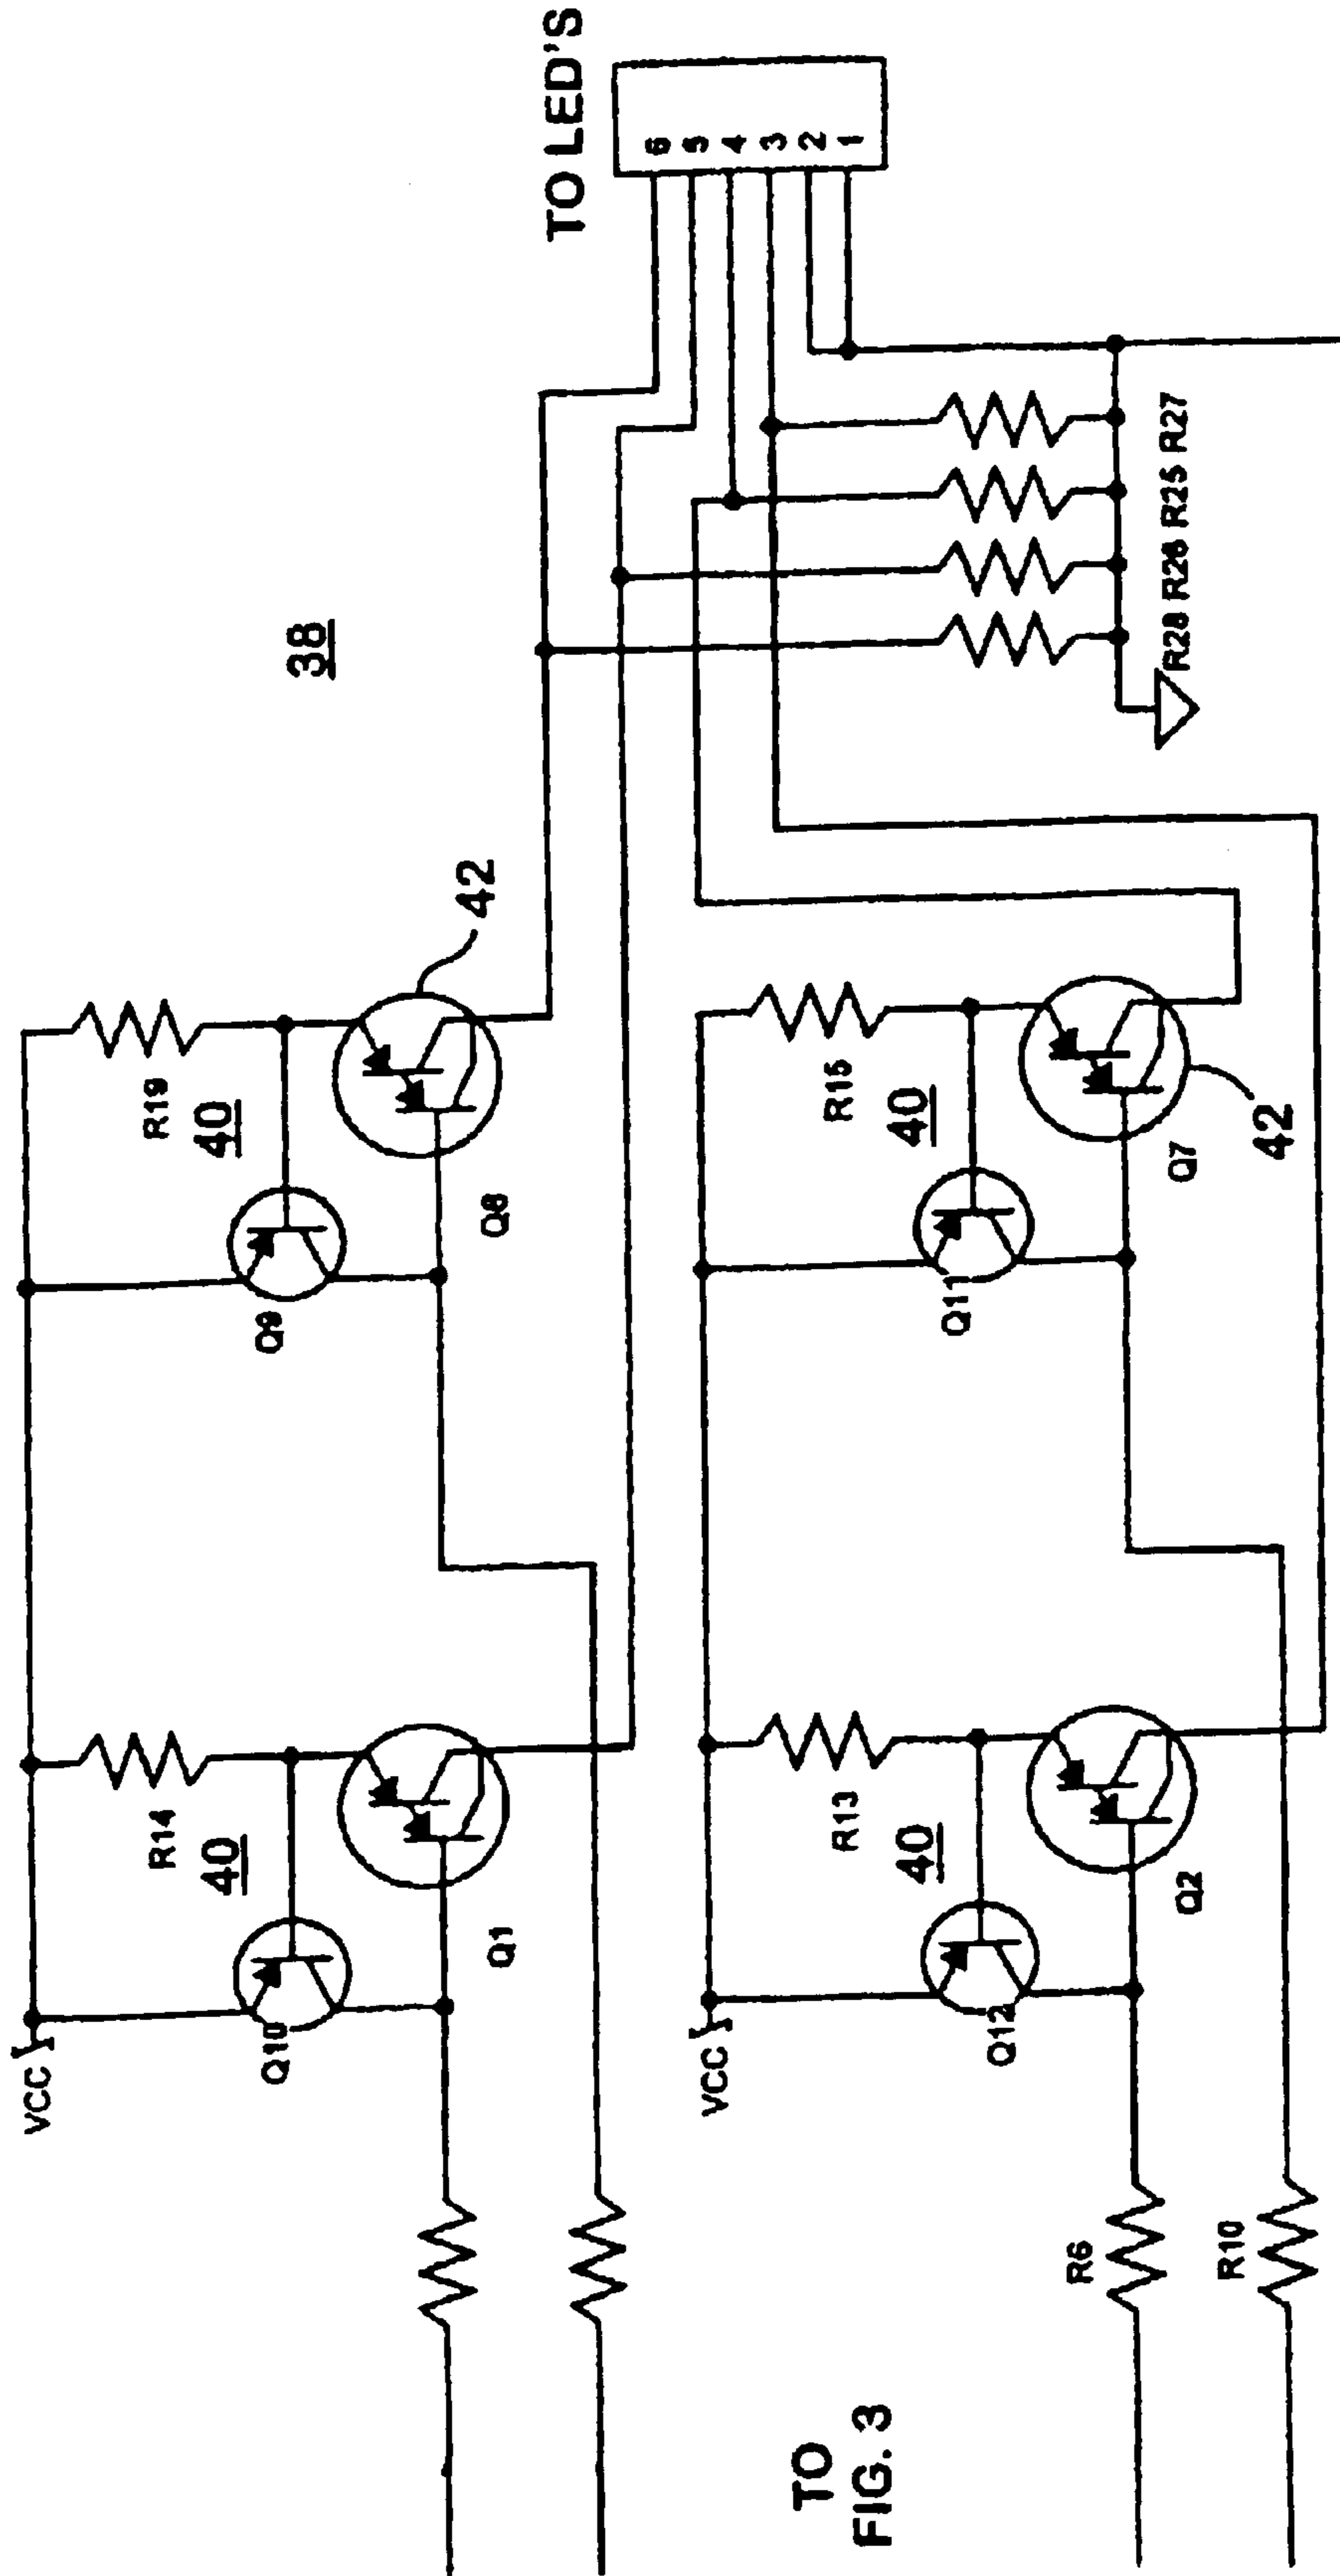 TO LED'S
6
5
4
3
2
1
38
R19
40
42
Q9
Q8
R14
40
Q10
Q1
VCC
R15
40
Q11
Q7
42
R13
40
Q12
Q2
VCC
R28 R26 R25 R27
R6
R10
TO
FIG. 3